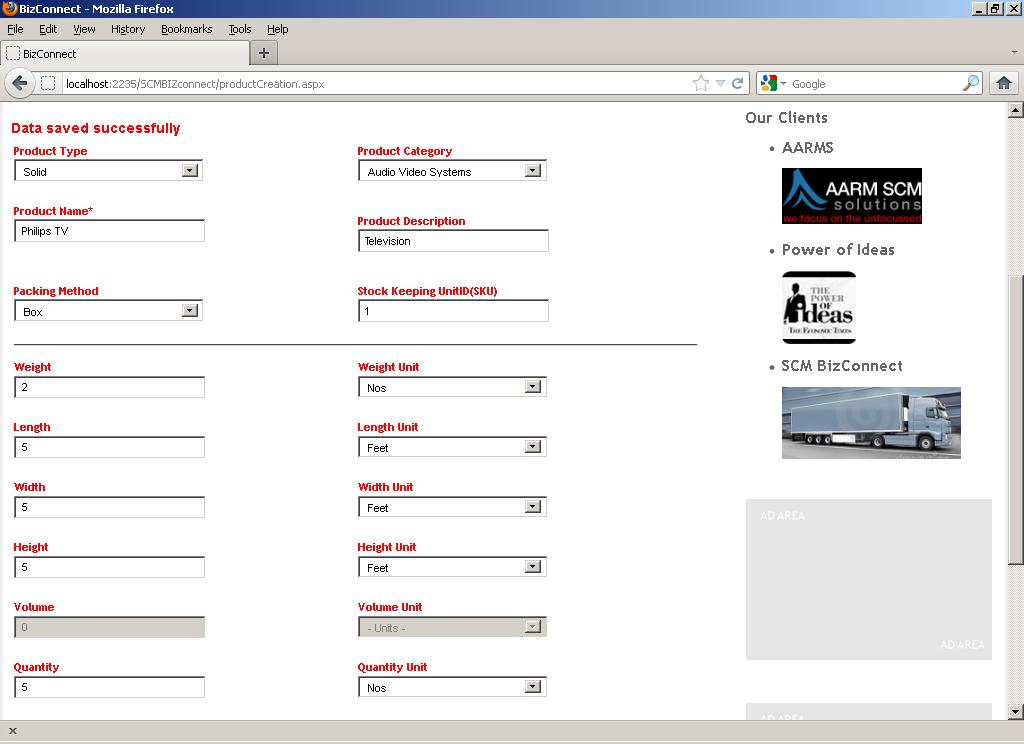 BizConnect - Mozilla Firefox
File Edit View History Bookmarks Tools Help
BizConnect
localhost:2235/SCMBIZconnect/productCreation.aspx
Google
Data saved successfully
Product Type
Product Category
Solid
Audio Video Systems
Product Name*
Product Description
Philips TV
Television
Packing Method
Stock Keeping UnitID(SKU)
Box
1
Weight
Weight Unit
2
Nos
Length
Length Unit
5
Feet
Width
Width Unit
5
Feet
Height
Height Unit
5
Feet
Volume
Volume Unit
0
- Units -
Quantity
Quantity Unit
5
Nos
Our Clients
• AARMS
AARM SCM
solutions
we focus on the unfocussed
• Power of Ideas
THE
POWER
OF
ideas
THE ECONOMIC TIMES
• SCM BizConnect
AD AREA
AD AREA
AD AREA